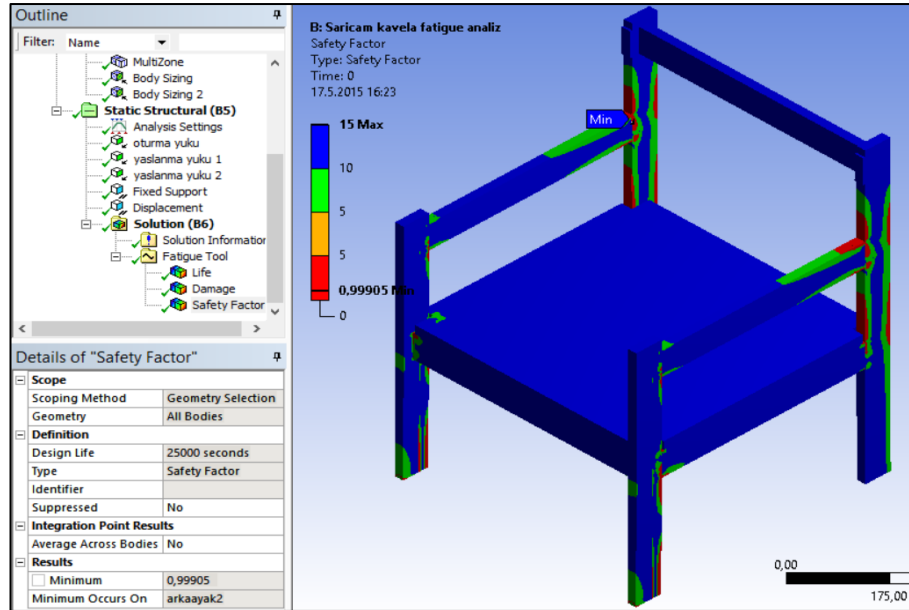 Outline
Filter: Name
MultiZone
Body Sizing
Body Sizing 2
Static Structural (B5)
Analysis Settings
oturma yuku
yaslanma yuku 1
yaslanma yuku 2
Fixed Support
Displacement
Solution (B6)
Solution Information
Fatigue Tool
Life
Damage
Safety Factor
Details of "Safety Factor"
Scope
Scoping Method Geometry Selection
Geometry All Bodies
Definition
Design Life 25000 seconds
Type Safety Factor
Identifier
Suppressed No
Integration Point Results
Average Across Bodies No
Results
Minimum 0,99905
Minimum Occurs On arkaayak2
B: Saricam kavela fatigue analiz
Safety Factor
Type: Safety Factor
Time: 0
17.5.2015 16:23
15 Max
10
5
5
0,99905 Min
0
Min
0,00
175,00